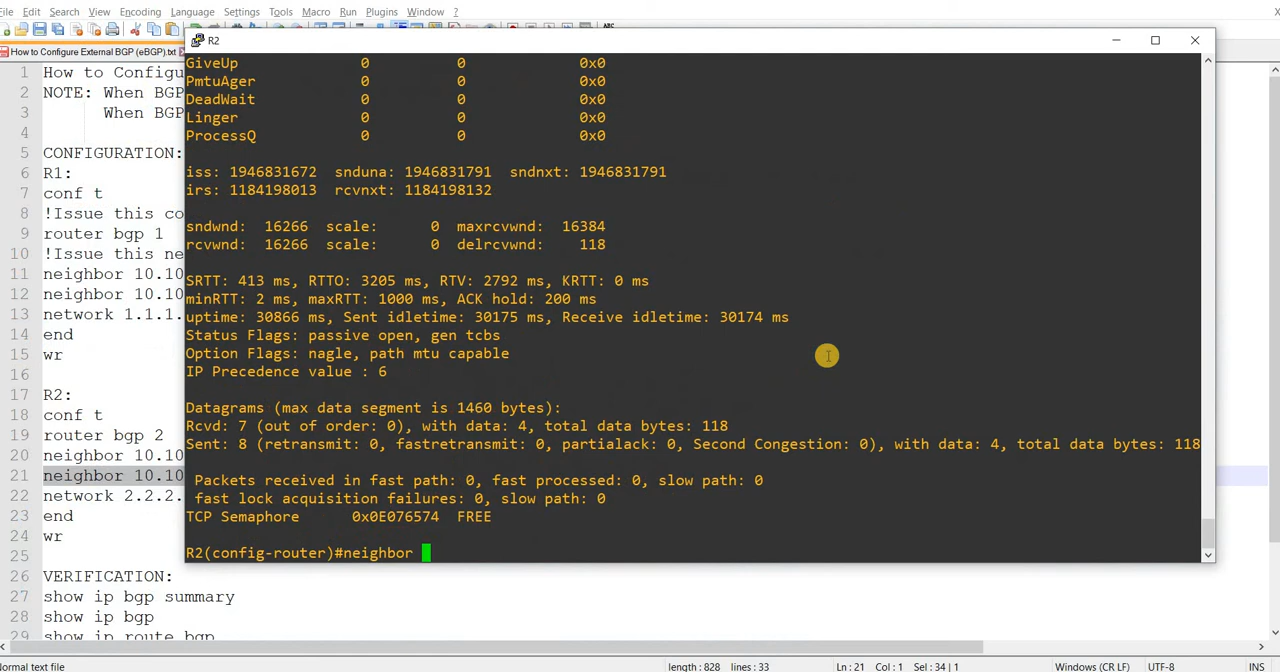 File Edit Search View Encoding Language Settings Tools Macro Run Plugins Window ?
How to Configure External BGP (eBGP).txt
R2
1 How to Configu
2 NOTE: When BGP
3 When BGP
4
5 CONFIGURATION:
6 R1:
7 conf t
8 !Issue this co
9 router bgp 1
10 !Issue this ne
11 neighbor 10.10
12 neighbor 10.10
13 network 1.1.1.
14 end
15 wr
16
17 R2:
18 conf t
19 router bgp 2
20 neighbor 10.10
21 neighbor 10.10
22 network 2.2.2.
23 end
24 wr
25
26 VERIFICATION:
27 show ip bgp summary
28 show ip bgp
29 show ip route bgp
GiveUp 0 0 0x0
PmtuAger 0 0 0x0
DeadWait 0 0 0x0
Linger 0 0 0x0
ProcessQ 0 0 0x0
iss: 1946831672 snduna: 1946831791 sndnxt: 1946831791
irs: 1184198013 rcvnxt: 1184198132
sndwnd: 16266 scale: 0 maxrcvwnd: 16384
rcvwnd: 16266 scale: 0 delrcvwnd: 118
SRTT: 413 ms, RTTO: 3205 ms, RTV: 2792 ms, KRTT: 0 ms
minRTT: 2 ms, maxRTT: 1000 ms, ACK hold: 200 ms
uptime: 30866 ms, Sent idletime: 30175 ms, Receive idletime: 30174 ms
Status Flags: passive open, gen tcbs
Option Flags: nagle, path mtu capable
IP Precedence value : 6
Datagrams (max data segment is 1460 bytes):
Rcvd: 7 (out of order: 0), with data: 4, total data bytes: 118
Sent: 8 (retransmit: 0, fastretransmit: 0, partialack: 0, Second Congestion: 0), with data: 4, total data bytes: 118
Packets received in fast path: 0, fast processed: 0, slow path: 0
fast lock acquisition failures: 0, slow path: 0
TCP Semaphore 0x0E076574 FREE
R2(config-router)#neighbor
Normal text file length : 828 lines : 33 Ln : 21 Col : 1 Sel : 34 | 1 Windows (CR LF) UTF-8 INS